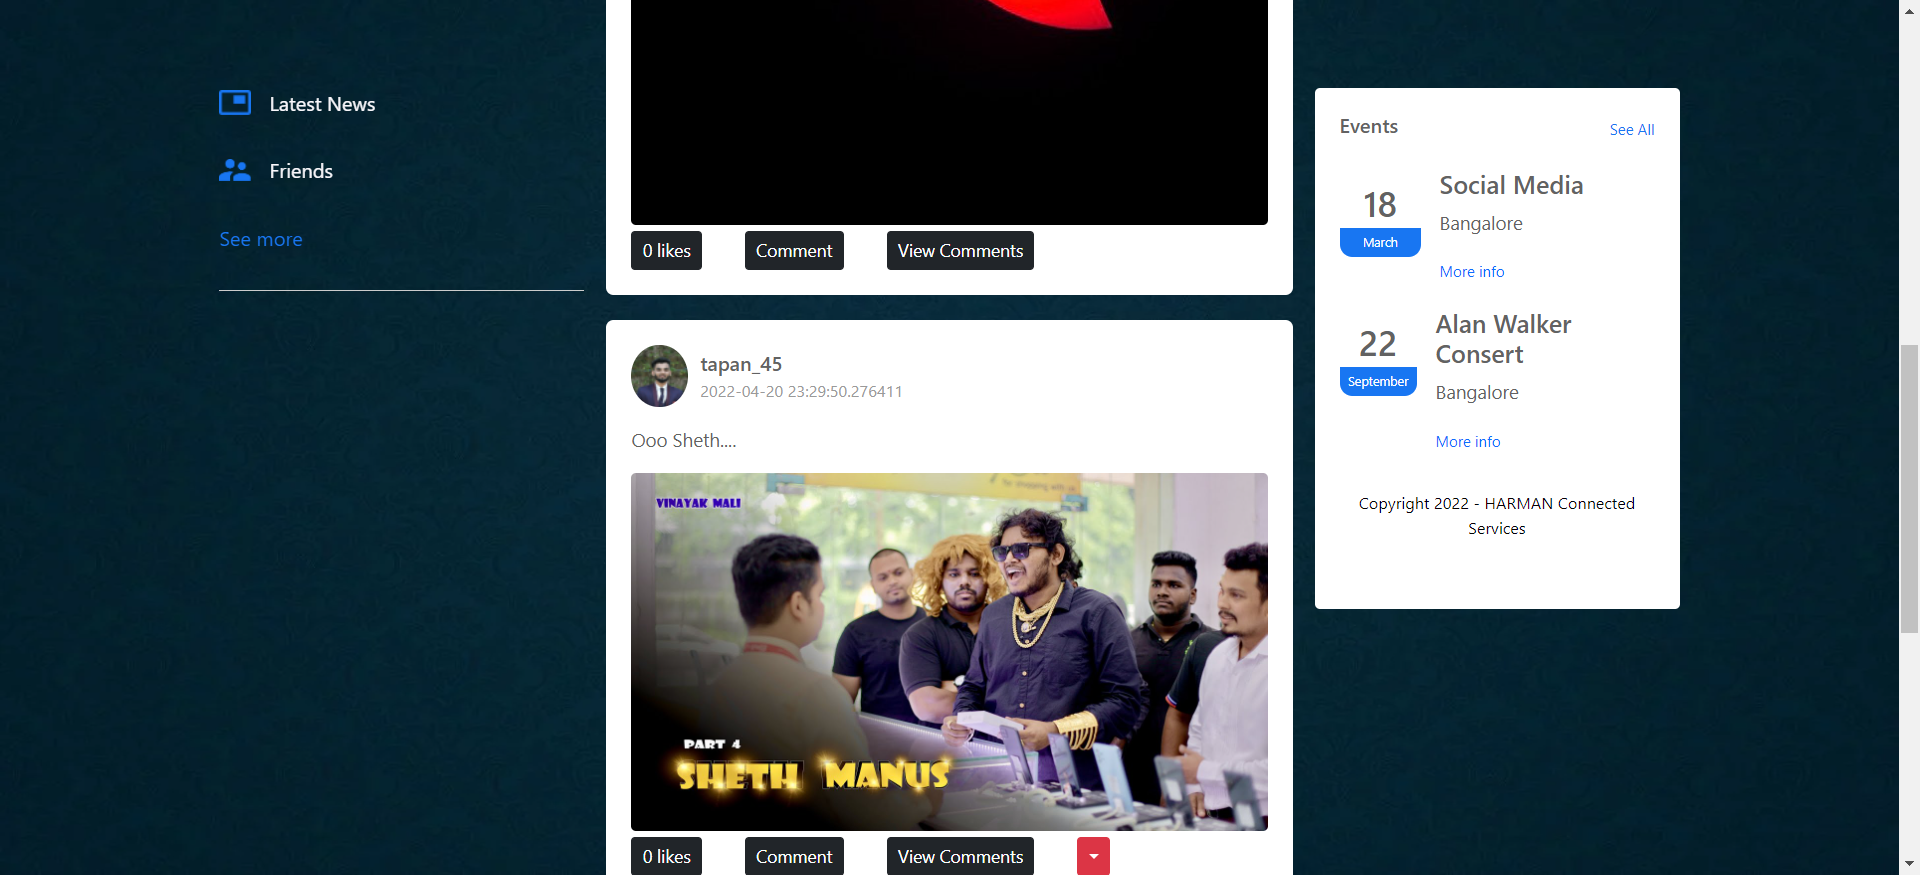 Latest News
Friends
See more
0 likes
Comment
View Comments
tapan_45
2022-04-20 23:29:50.276411
Ooo Sheth....
VINAYAK MALI
PART 4
SHETH MANUS
0 likes
Comment
View Comments
Events
See All
18
March
Social Media
Bangalore
More info
22
September
Alan Walker
Consert
Bangalore
More info
Copyright 2022 - HARMAN Connected
Services